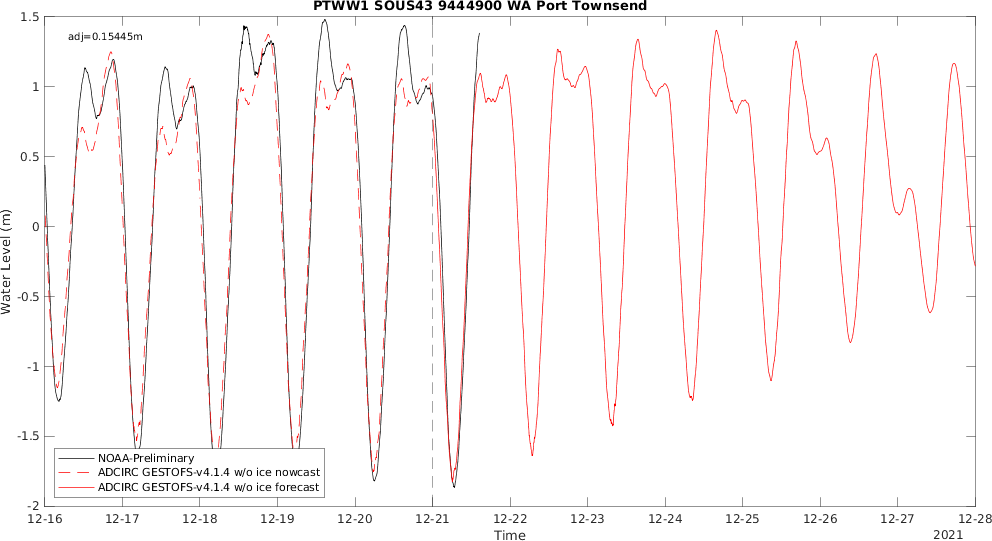 PTWW1 SOUS43 9444900 WA Port Townsend
adj=0.15445m
1.5
1
0.5
0
-0.5
-1
-1.5
-2
Water Level (m)
NOAA-Preliminary
ADCIRC GESTOFS-v4.1.4 w/o ice nowcast
ADCIRC GESTOFS-v4.1.4 w/o ice forecast
12-16 12-17 12-18 12-19 12-20 12-21 12-22 12-23 12-24 12-25 12-26 12-27 12-28
Time
2021